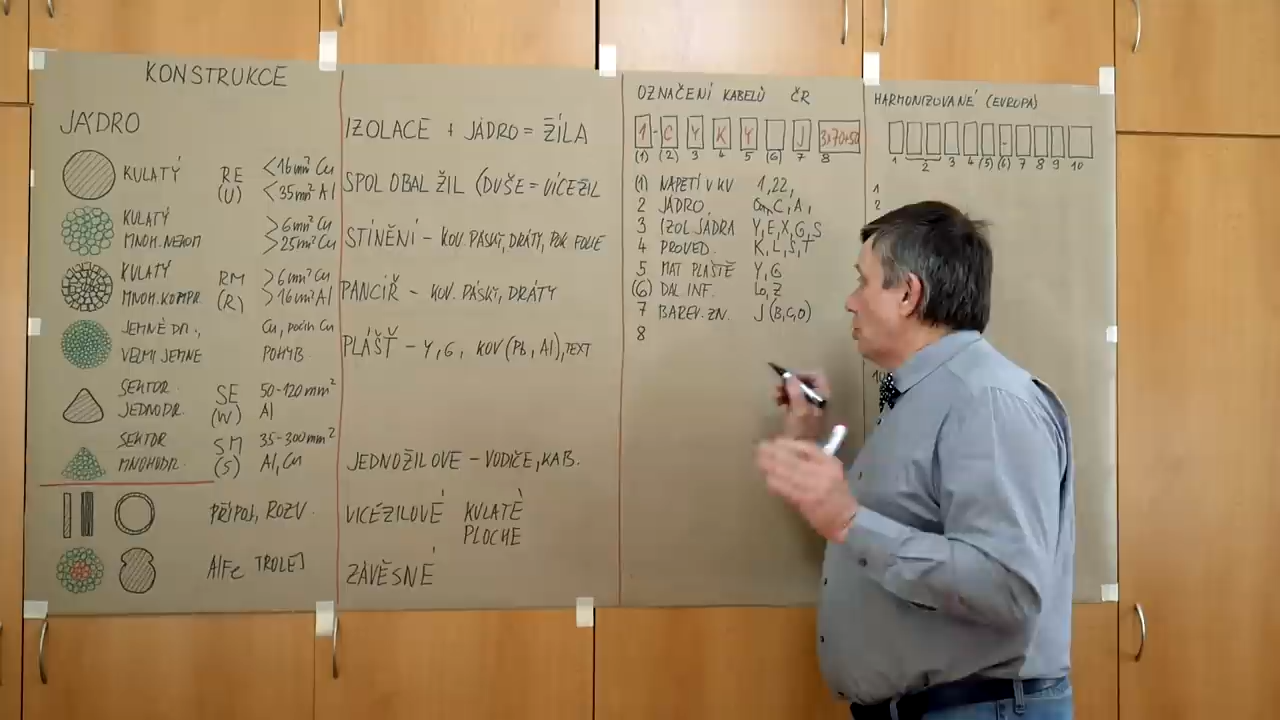 KONSTRUKCE
JÁDRO
KULATÝ RE <16mm² Cu
(U) <35mm² Al
KULATÝ >6mm² Cu
MNOH.NEKOM >25mm² Cu
KULATÝ RM >6mm² Cu
MNOH.KOMPR. (R) >16mm² Al
JEMNĚ DR., Cu, pocín Cu
VELMI JEMNĚ POHYB.
SEKTOR. SE 50-120mm²
JEDNODR. (W) Al
SEKTOR SM 35-300mm²
MNOHODR. (S) Al, Cu
PŘÍPOJ, ROZV.
AlFe TROLEJ
IZOLACE + JÁDRO = ŽÍLA
SPOL OBAL ŽIL (DUŠE = VÍCEŽIL
STÍNĚNÍ - KOV. PÁSKY, DRÁTY, POK. FOLIE
PANCÍŘ - KOV. PÁSKY, DRÁTY
PLÁŠŤ - Y, G, KOV (Pb, Al), TEXT
JEDNOŽILOVÉ - VODIČE, KAB.
VÍCEŽILOVÉ KULATÉ
PLOCHÉ
ZÁVĚSNÉ
OZNAČENÍ KABELŮ ČR
1 - C Y K Y J 3x70+50
(1) (2) 3 4 5 (6) 7 8
(1) NAPĚTÍ V KV 1,22,
2 JÁDRO C, A,
3 IZOL JÁDRA Y, E, X, G, S
4 PROVED. K, L, S, T
5 MAT PLÁŠTĚ Y, G
(6) DAL INF. Lo, Z
7 BAREV. ZN. J (B, C, D)
8
HARMONIZOVANÉ (EVROPA)
1 2 3 4 (5) (6) 7 8 9 10
1
2